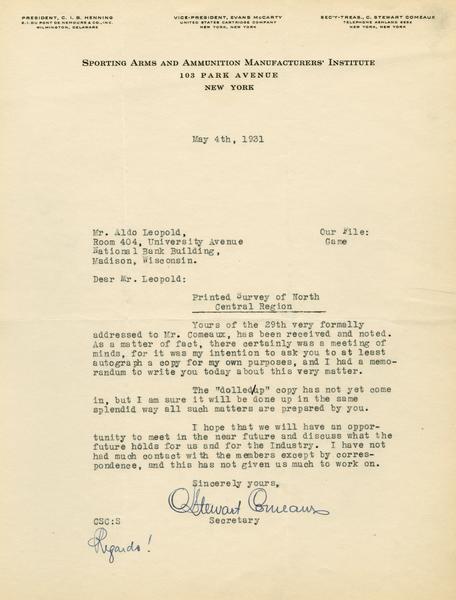 PRESIDENT, C. I. B. HENNING
E. I. DU PONT DE NEMOURS & CO., INC.
WILMINGTON, DELAWARE
VICE-PRESIDENT, EVANS McCARTY
UNITED STATES CARTRIDGE COMPANY
NEW YORK, NEW YORK
SEC'Y-TREAS., C. STEWART COMEAUX
TELEPHONE ASHLAND
NEW YORK, NEW YORK
SPORTING ARMS AND AMMUNITION MANUFACTURERS' INSTITUTE
103 PARK AVENUE
NEW YORK
May 4th, 1931
Mr. Aldo Leopold,
Room 404, University Avenue
National Bank Building,
Madison, Wisconsin.
Our File:
Game
Dear Mr. Leopold:
Printed Survey of North
Central Region
Yours of the 29th very formally
addressed to Mr. Comeaux, has been received and noted.
As a matter of fact, there certainly was a meeting of
minds, for it was my intention to ask you to at least
autograph a copy for my own purposes, and I had a memo-
randum to write you today about this very matter.
The "dolled/up" copy has not yet come
in, but I am sure it will be done up in the same
splendid way all such matters are prepared by you.
I hope that we will have an oppor-
tunity to meet in the near future and discuss what the
future holds for us and for the Industry. I have not
had much contact with the members except by corres-
pondence, and this has not given us much to work on.
Sincerely yours,
C Stewart Comeaux
Secretary
CSC:S
Regards!